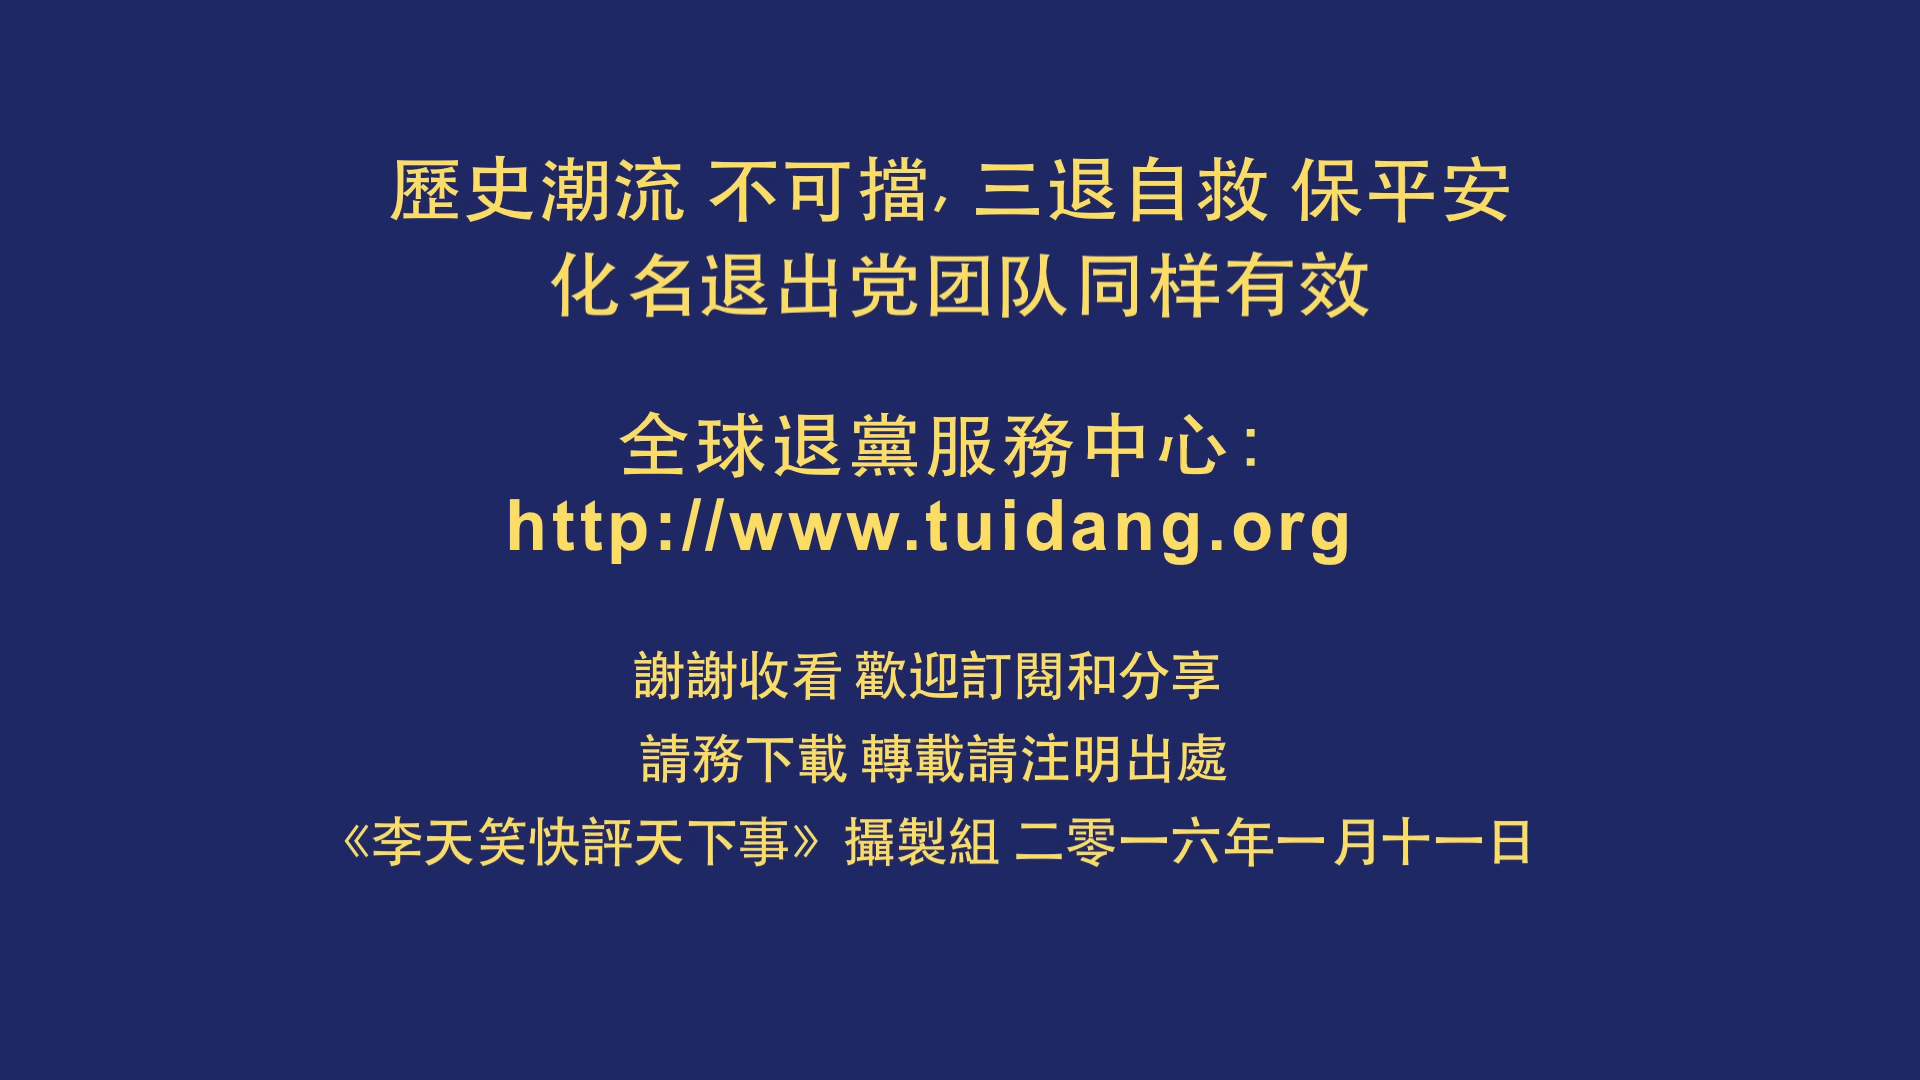 歷史潮流 不可擋, 三退自救 保平安
化名退出党团队同样有效
全球退黨服務中心:
http://www.tuidang.org
謝謝收看 歡迎訂閱和分享
請務下載 轉載請注明出處
《李天笑快評天下事》攝製組 二零一六年一月十一日